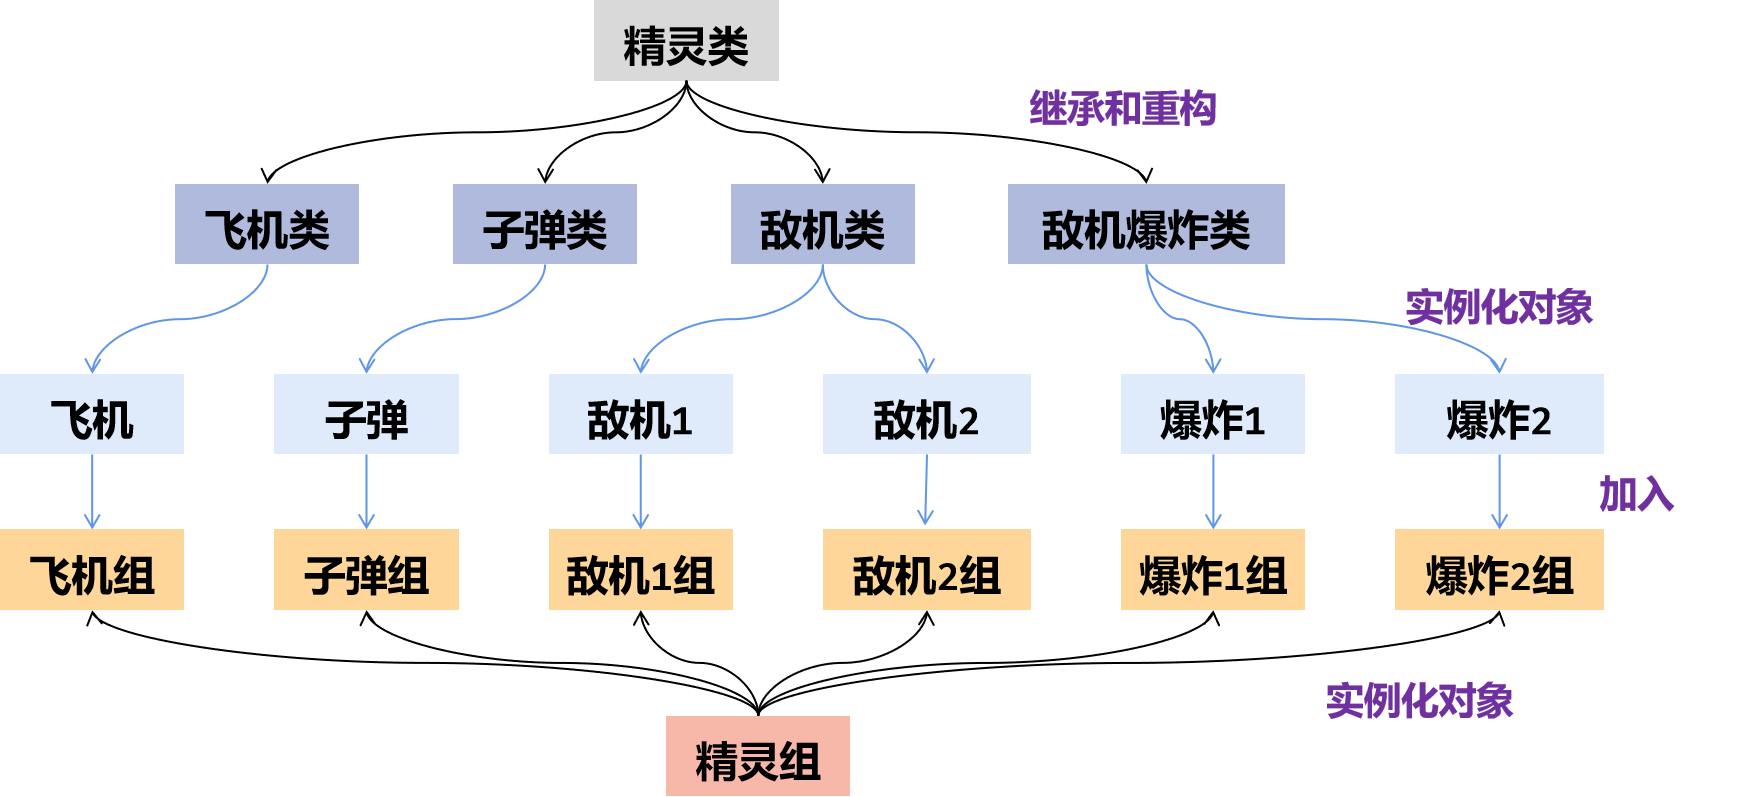 精灵类
继承和重构
飞机类
子弹类
敌机类
敌机爆炸类
实例化对象
飞机
子弹
敌机1
敌机2
爆炸1
爆炸2
加入
飞机组
子弹组
敌机1组
敌机2组
爆炸1组
爆炸2组
实例化对象
精灵组